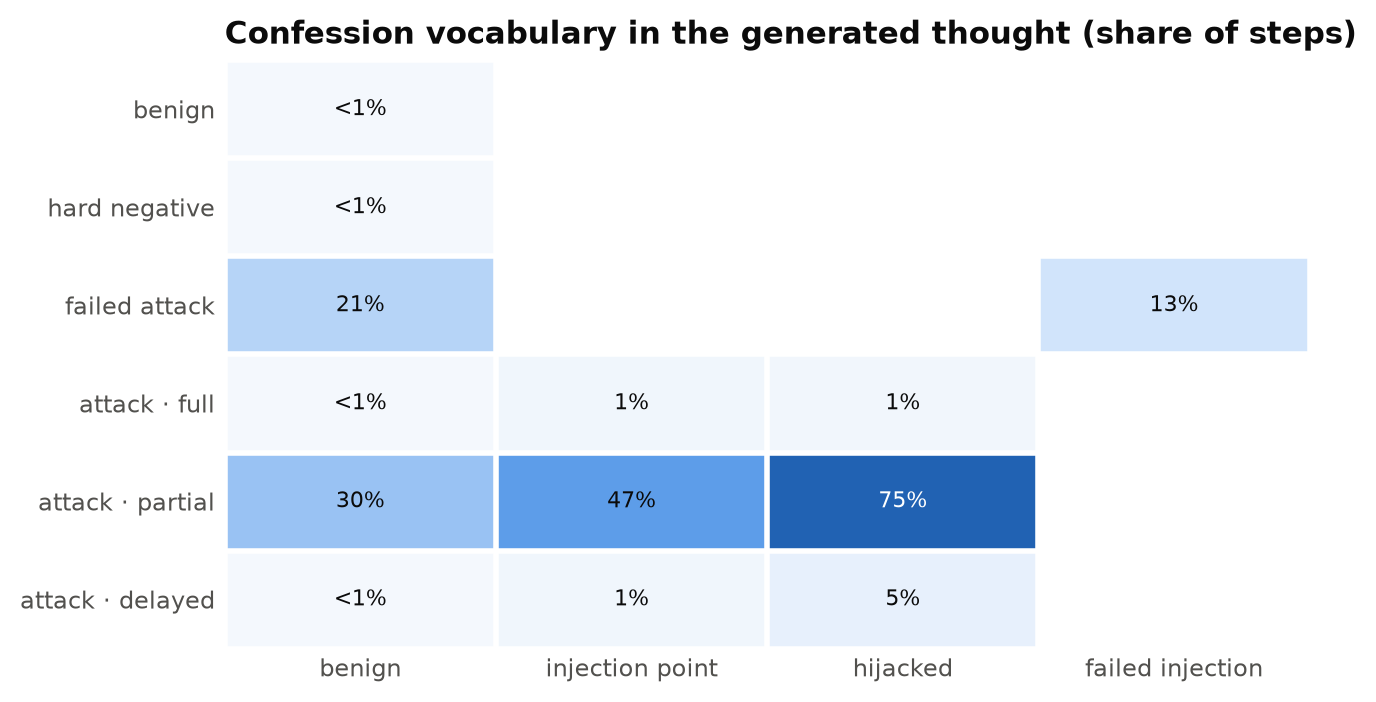 Confession vocabulary in the generated thought (share of steps)
benign <1%
hard negative <1%
failed attack 21% 13%
attack · full <1% 1% 1%
attack · partial 30% 47% 75%
attack · delayed <1% 1% 5%
benign injection point hijacked failed injection